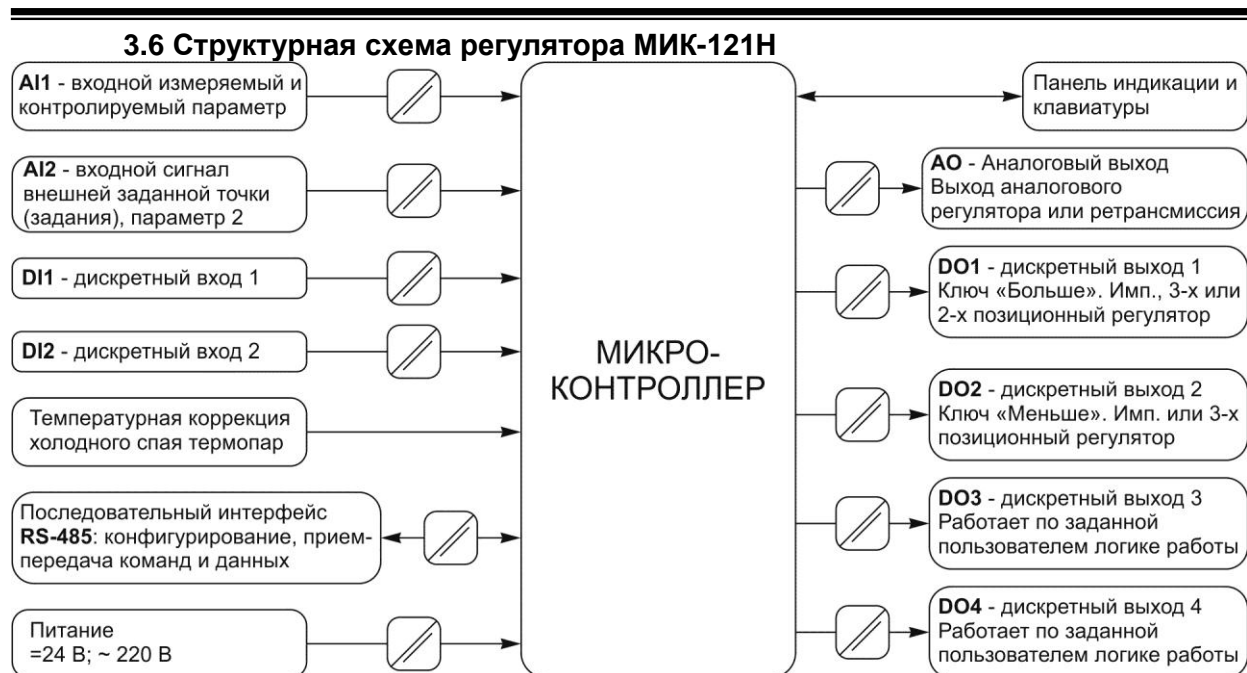 3.6 Структурная схема регулятора МИК-121Н
AI1 - входной измеряемый и
контролируемый параметр
AI2 - входной сигнал
внешней заданной точки
(задания), параметр 2
DI1 - дискретный вход 1
DI2 - дискретный вход 2
Температурная коррекция
холодного спая термопар
Последовательный интерфейс
RS-485: конфигурирование, прием-
передача команд и данных
Питание
=24 В; ~ 220 В
МИКРО-
КОНТРОЛЛЕР
Панель индикации и
клавиатуры
AO - Аналоговый выход
Выход аналогового
регулятора или ретрансмиссия
DO1 - дискретный выход 1
Ключ «Больше». Имп., 3-х или
2-х позиционный регулятор
DO2 - дискретный выход 2
Ключ «Меньше». Имп. или 3-х
позиционный регулятор
DO3 - дискретный выход 3
Работает по заданной
пользователем логике работы
DO4 - дискретный выход 4
Работает по заданной
пользователем логике работы